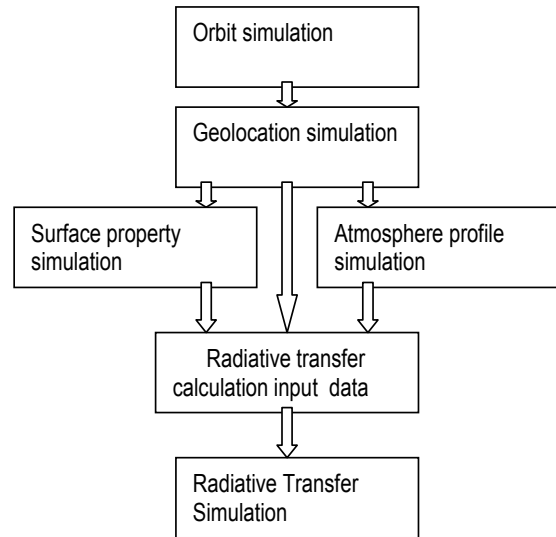 Orbit simulation
Geolocation simulation
Surface property
simulation
Atmosphere profile
simulation
Radiative transfer
calculation input data
Radiative Transfer
Simulation